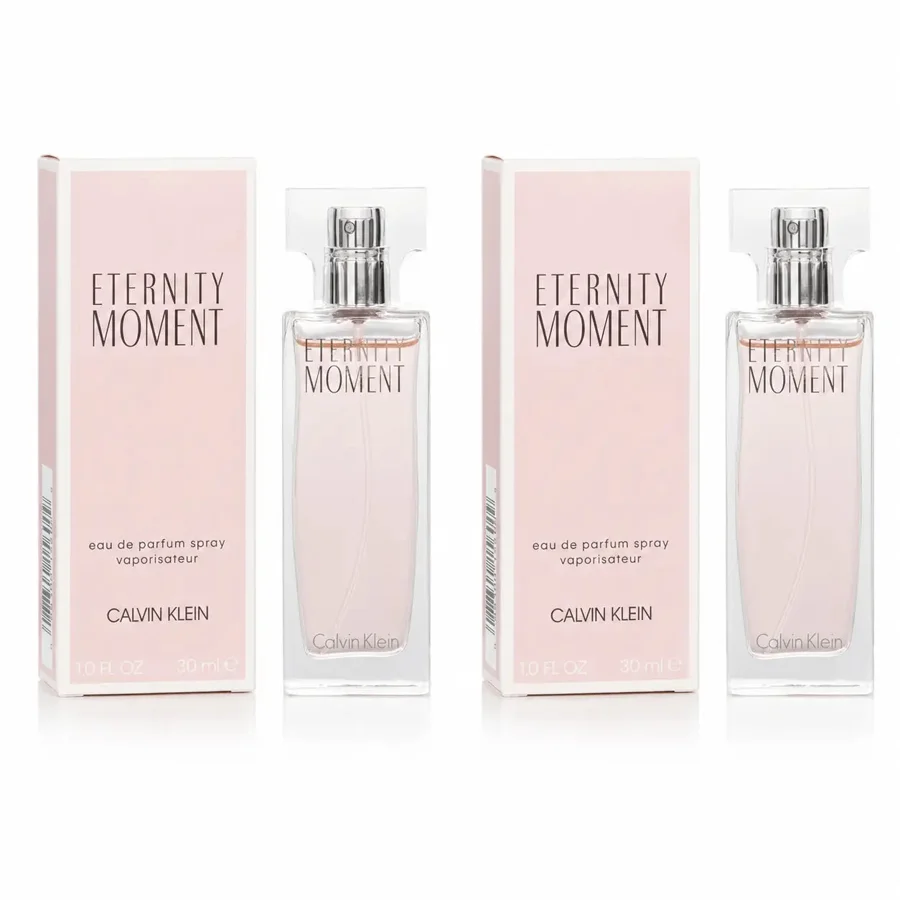 ETERNITY
MOMENT
eau de parfum spray
vaporisateur
CALVIN KLEIN
1.0 FL OZ 30 ml ℮
ETERNITY
MOMENT
Calvin Klein
ETERNITY
MOMENT
eau de parfum spray
vaporisateur
CALVIN KLEIN
1.0 FL OZ 30 ml ℮
ETERNITY
MOMENT
Calvin Klein